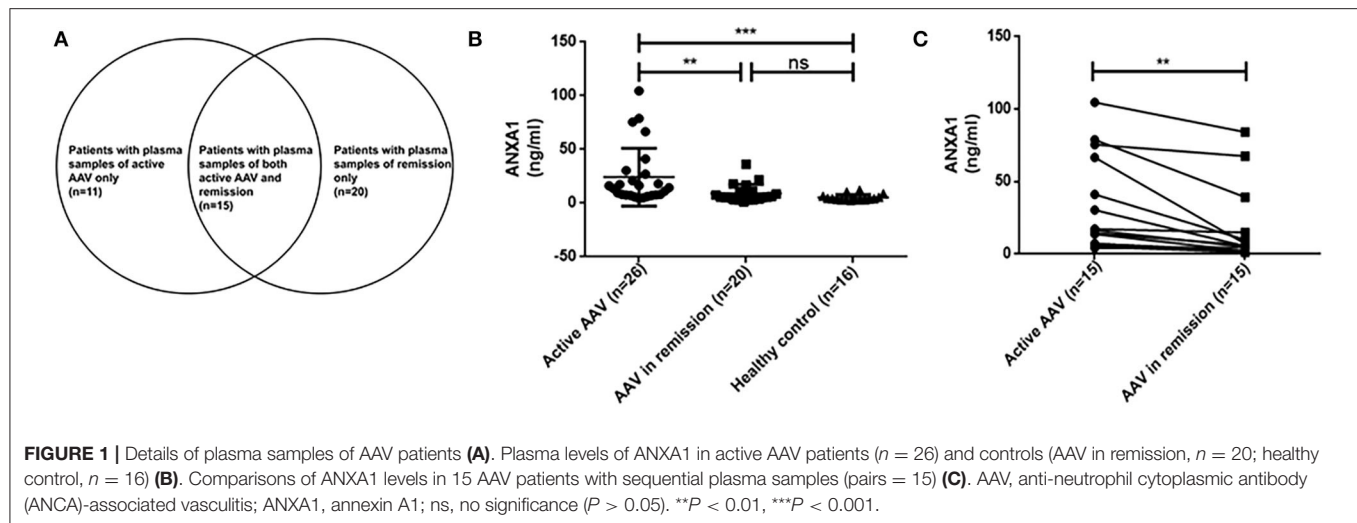 A
Patients with plasma
samples of active
AAV only
(n=11)
Patients with plasma
samples of both
active AAV and
remission
(n=15)
Patients with plasma
samples of remission
only
(n=20)
B
ANXA1
(ng/ml)
150
100
50
0
-50
***
**
ns
Active AAV (n=26)
AAV in remission (n=20)
Healthy control (n=16)
C
ANXA1
(ng/ml)
150
100
50
0
**
Active AAV (n=15)
AAV in remission (n=15)
FIGURE 1 | Details of plasma samples of AAV patients (A). Plasma levels of ANXA1 in active AAV patients (n = 26) and controls (AAV in remission, n = 20; healthy
control, n = 16) (B). Comparisons of ANXA1 levels in 15 AAV patients with sequential plasma samples (pairs = 15) (C). AAV, anti-neutrophil cytoplasmic antibody
(ANCA)-associated vasculitis; ANXA1, annexin A1; ns, no significance (P > 0.05). **P < 0.01, ***P < 0.001.